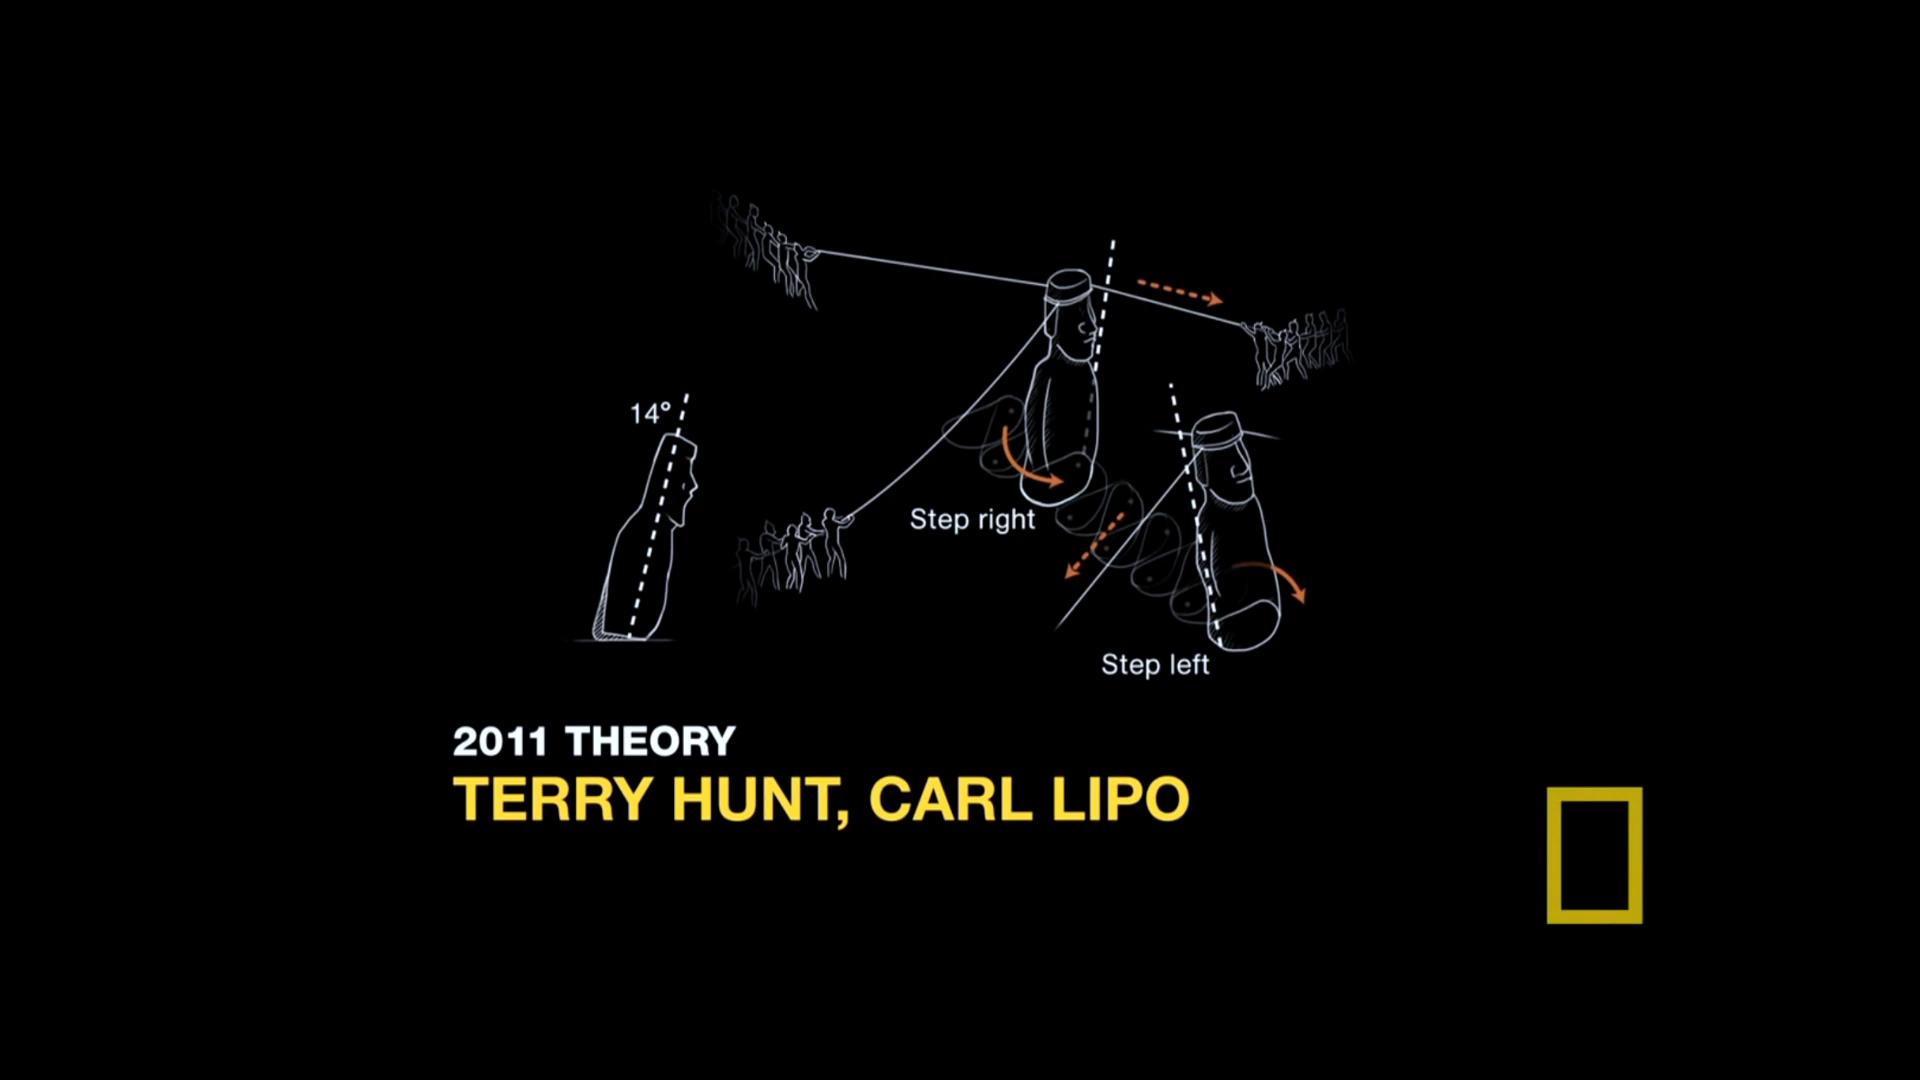 14°
Step right
Step left
2011 THEORY
TERRY HUNT, CARL LIPO